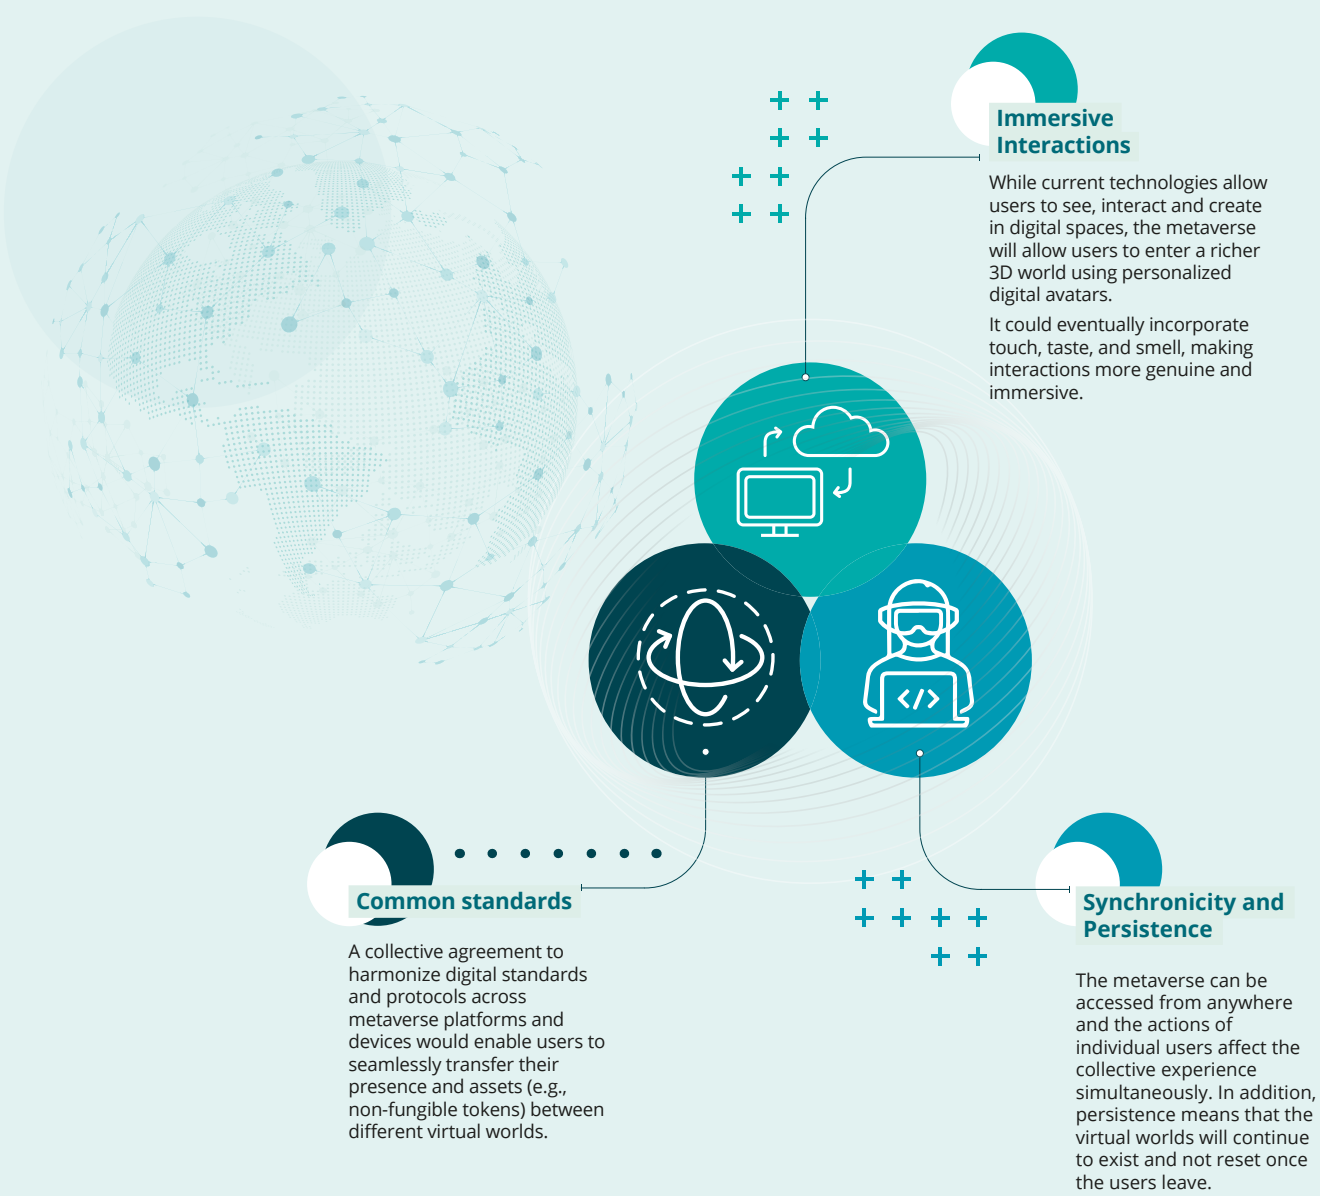 Immersive
Interactions
While current technologies allow
users to see, interact and create
in digital spaces, the metaverse
will allow users to enter a richer
3D world using personalized
digital avatars.
It could eventually incorporate
touch, taste, and smell, making
interactions more genuine and
immersive.
</>
Common standards
A collective agreement to
harmonize digital standards
and protocols across
metaverse platforms and
devices would enable users to
seamlessly transfer their
presence and assets (e.g.,
non-fungible tokens) between
different virtual worlds.
Synchronicity and
Persistence
The metaverse can be
accessed from anywhere
and the actions of
individual users affect the
collective experience
simultaneously. In addition,
persistence means that the
virtual worlds will continue
to exist and not reset once
the users leave.